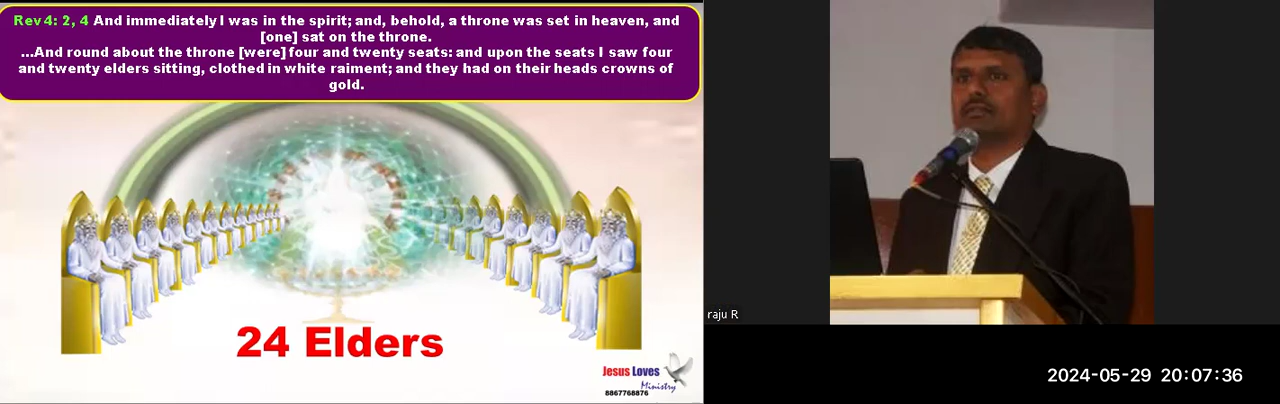 Rev 4: 2, 4 And immediately I was in the spirit; and, behold, a throne was set in heaven, and
[one] sat on the throne.
...And round about the throne [were] four and twenty seats: and upon the seats I saw four
and twenty elders sitting, clothed in white raiment; and they had on their heads crowns of
gold.
24 Elders
Jesus Loves
Ministry
8867768876
raju R
2024-05-29 20:07:36